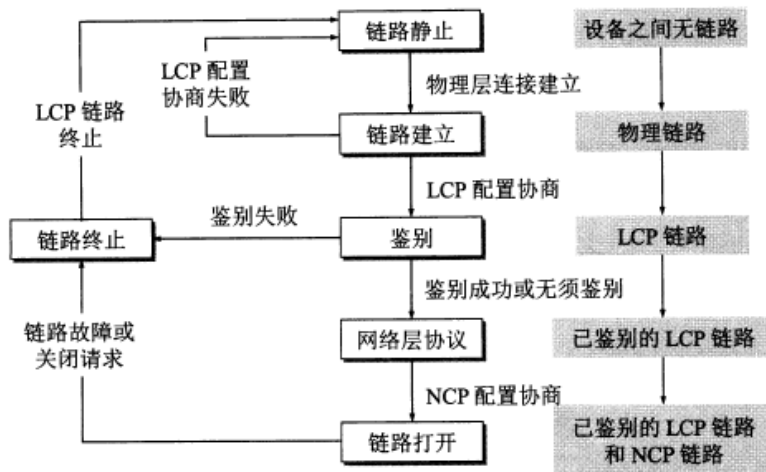 链路静止
设备之间无链路
LCP 配置
协商失败
物理层连接建立
LCP 链路
终止
链路建立
物理链路
LCP 配置协商
鉴别失败
链路终止
鉴别
LCP 链路
鉴别成功或无须鉴别
链路故障或
关闭请求
网络层协议
已鉴别的 LCP 链路
NCP 配置协商
链路打开
已鉴别的 LCP 链路
和 NCP 链路